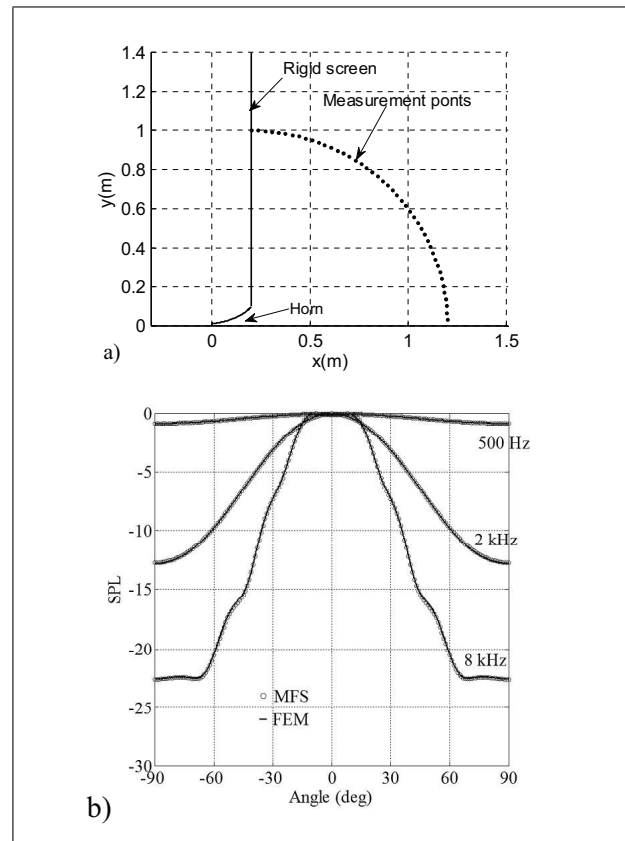 1.4
1.2
1
0.8
0.6
0.4
0.2
0
y(m)
Rigid screen
Measurement ponts
Horn
0 0.5 1 1.5
x(m)
a)
0
-5
-10
-15
-20
-25
-30
SPL
500 Hz
2 kHz
8 kHz
MFS
FEM
-90 -60 -30 0 30 60 90
Angle (deg)
b)